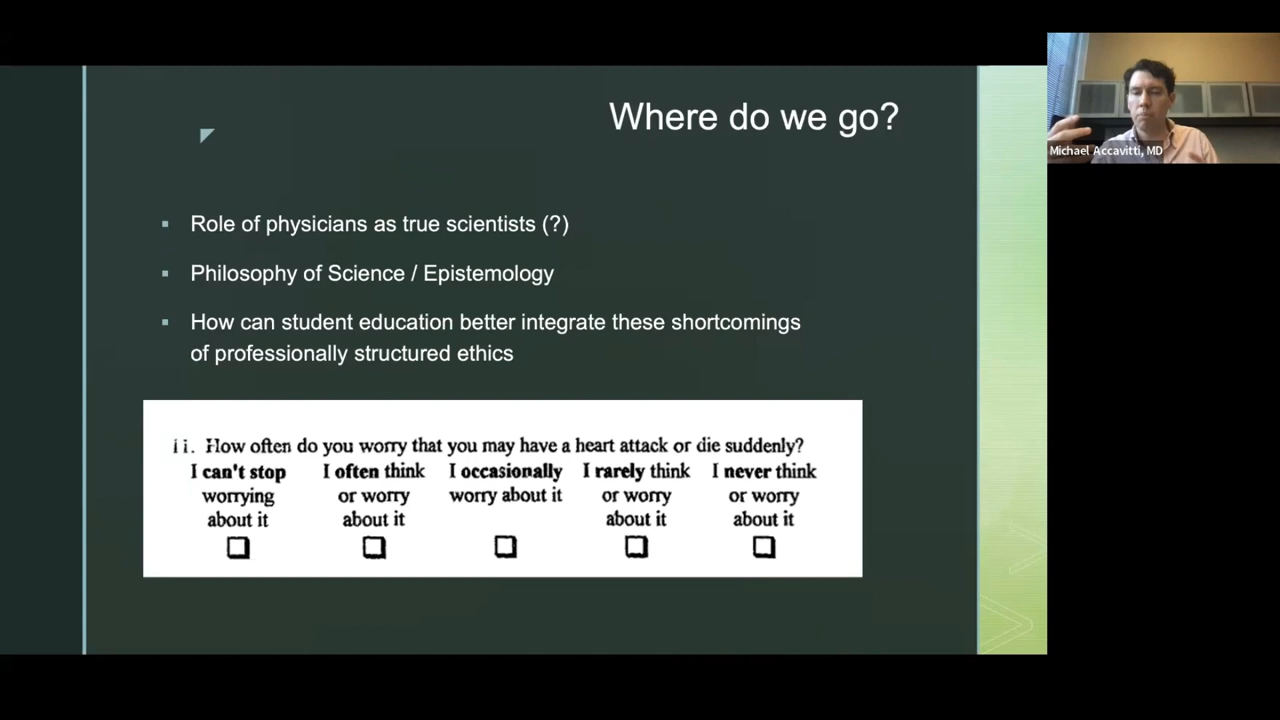 Where do we go?
Role of physicians as true scientists (?)
Philosophy of Science / Epistemology
How can student education better integrate these shortcomings
of professionally structured ethics
11. How often do you worry that you may have a heart attack or die suddenly?
I can't stop I often think I occasionally I rarely think I never think
worrying or worry worry about it or worry or worry
about it about it about it about it
Michael Accavitti, MD